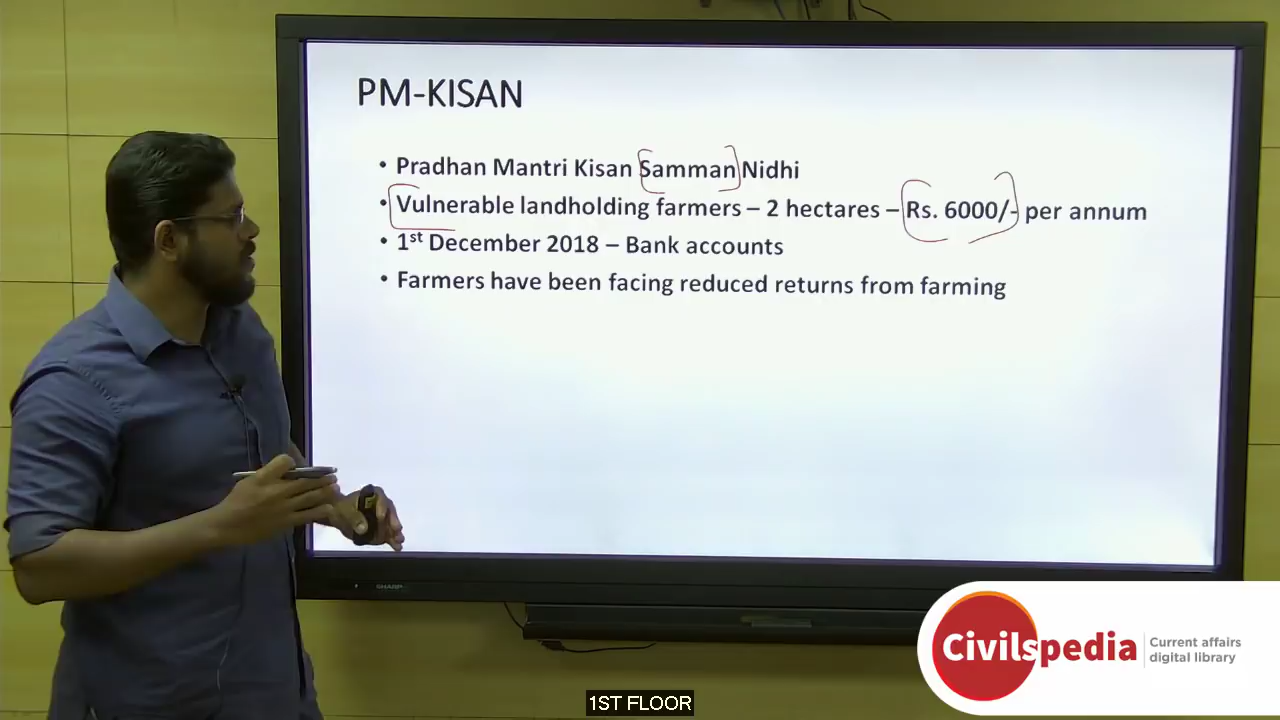 PM-KISAN
• Pradhan Mantri Kisan Samman Nidhi
• Vulnerable landholding farmers – 2 hectares – Rs. 6000/- per annum
• 1st December 2018 – Bank accounts
• Farmers have been facing reduced returns from farming
SHARP
Civilspedia
Current affairs
digital library
1ST FLOOR